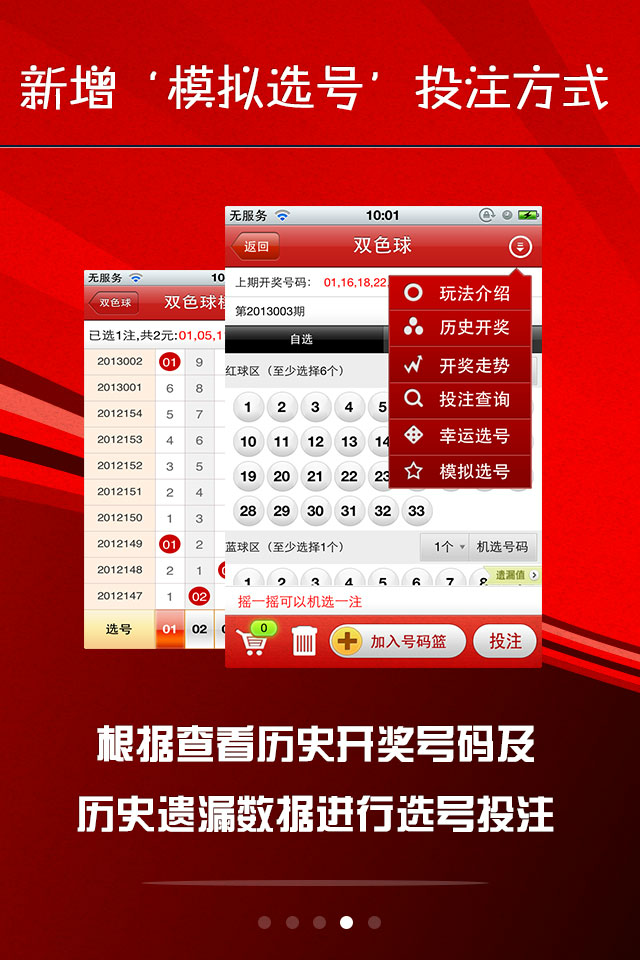 新增‘模拟选号’投注方式
无服务 10:01
返回 双色球
上期开奖号码： 01,16,18,22,
第2013003期
自选
玩法介绍
历史开奖
开奖走势
投注查询
幸运选号
模拟选号
红球区（至少选择6个）
1 2 3 4 5
10 11 12 13 14
19 20 21 22 23
28 29 30 31 32 33
蓝球区（至少选择1个） 1个 机选号码
1 2 3 4 5 6 7 8
遗漏值
摇一摇可以机选一注
0 加入号码篮 投注
无服务 10
双色球 双色球
已选1注,共2元:01,05,1
2013002 01 9
2013001 6 8
2012154 5 7
2012153 4 6
2012152 3 5
2012151 2 4
2012150 1 3
2012149 01 2
2012148 2 1
2012147 1 02
选号 01 02
根据查看历史开奖号码及
历史遗漏数据进行选号投注